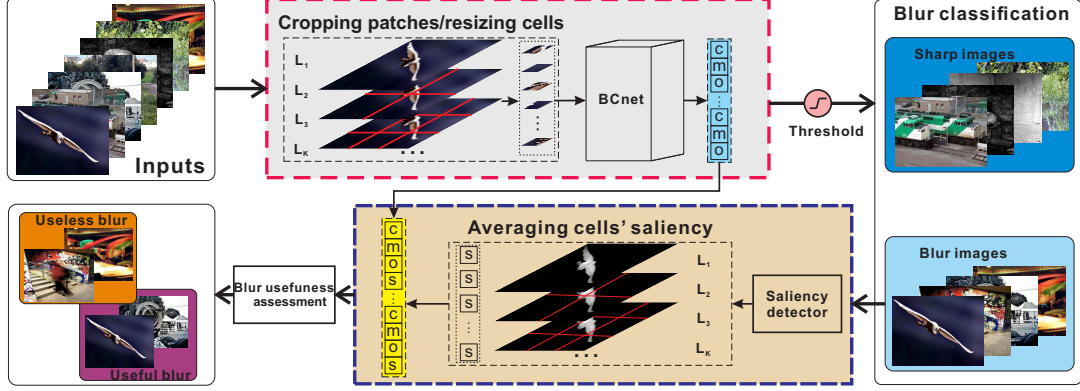 Cropping patches/resizing cells
L1
L2
L3
LK
...
BCnet
c
m
o
...
c
m
o
Inputs
Threshold
Blur classification
Sharp images
Blur images
Saliency
detector
Averaging cells' saliency
L1
L2
L3
LK
...
s
s
s
...
s
c
m
o
s
...
c
m
o
s
Blur usefuness
assessment
Useless blur
Useful blur